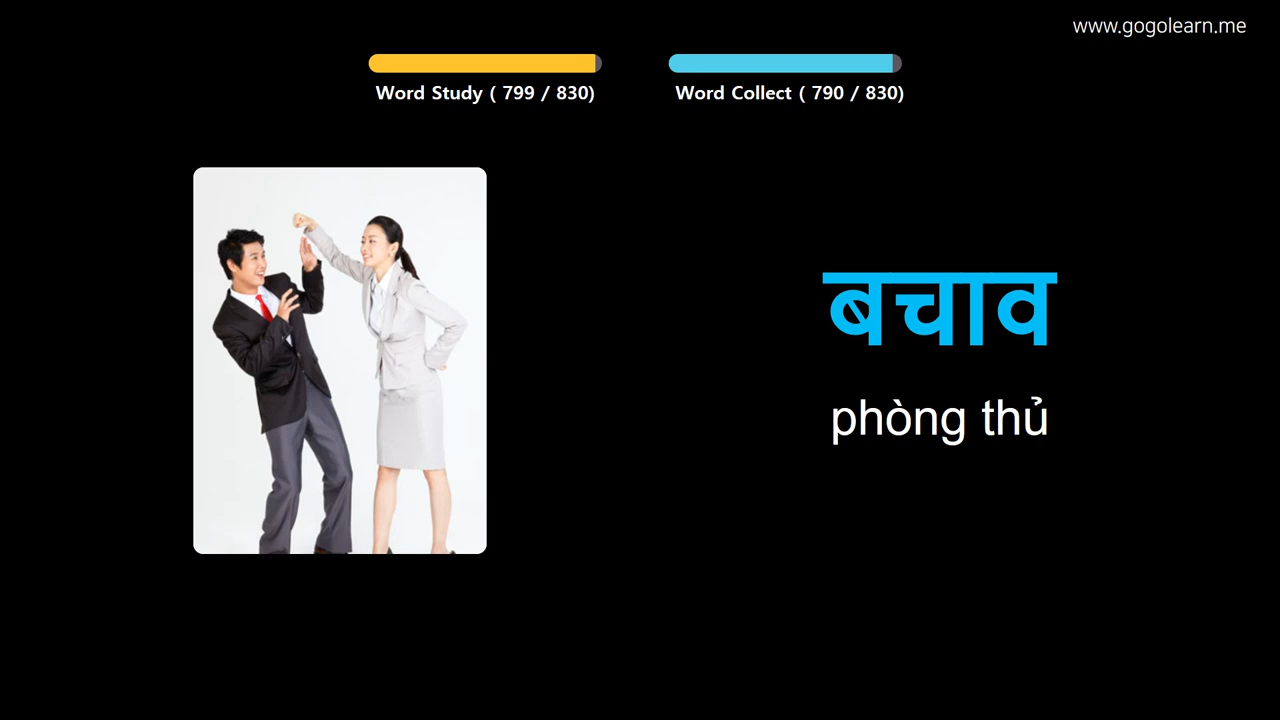 www.gogolearn.me
Word Study ( 799 / 830)
Word Collect ( 790 / 830)
बचाव
phòng thủ